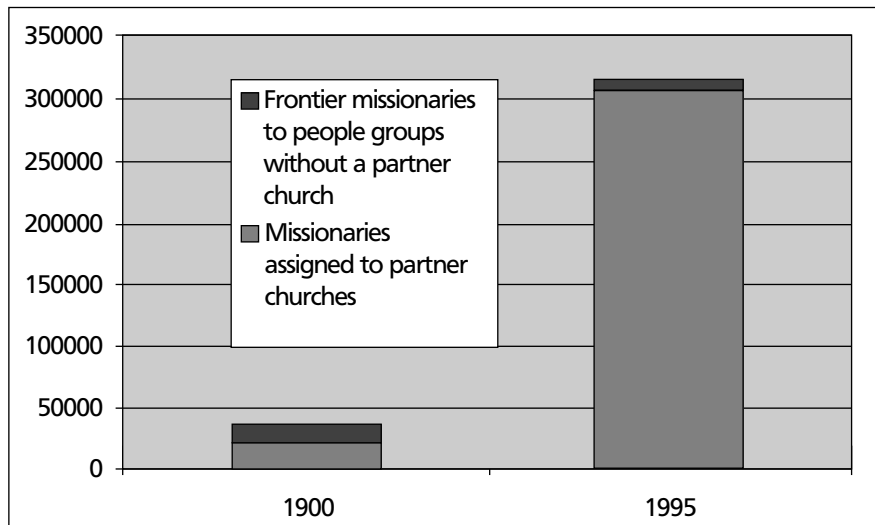 350000
300000
250000
200000
150000
100000
50000
0
Frontier missionaries
to people groups
without a partner
church
Missionaries
assigned to partner
churches
1900
1995